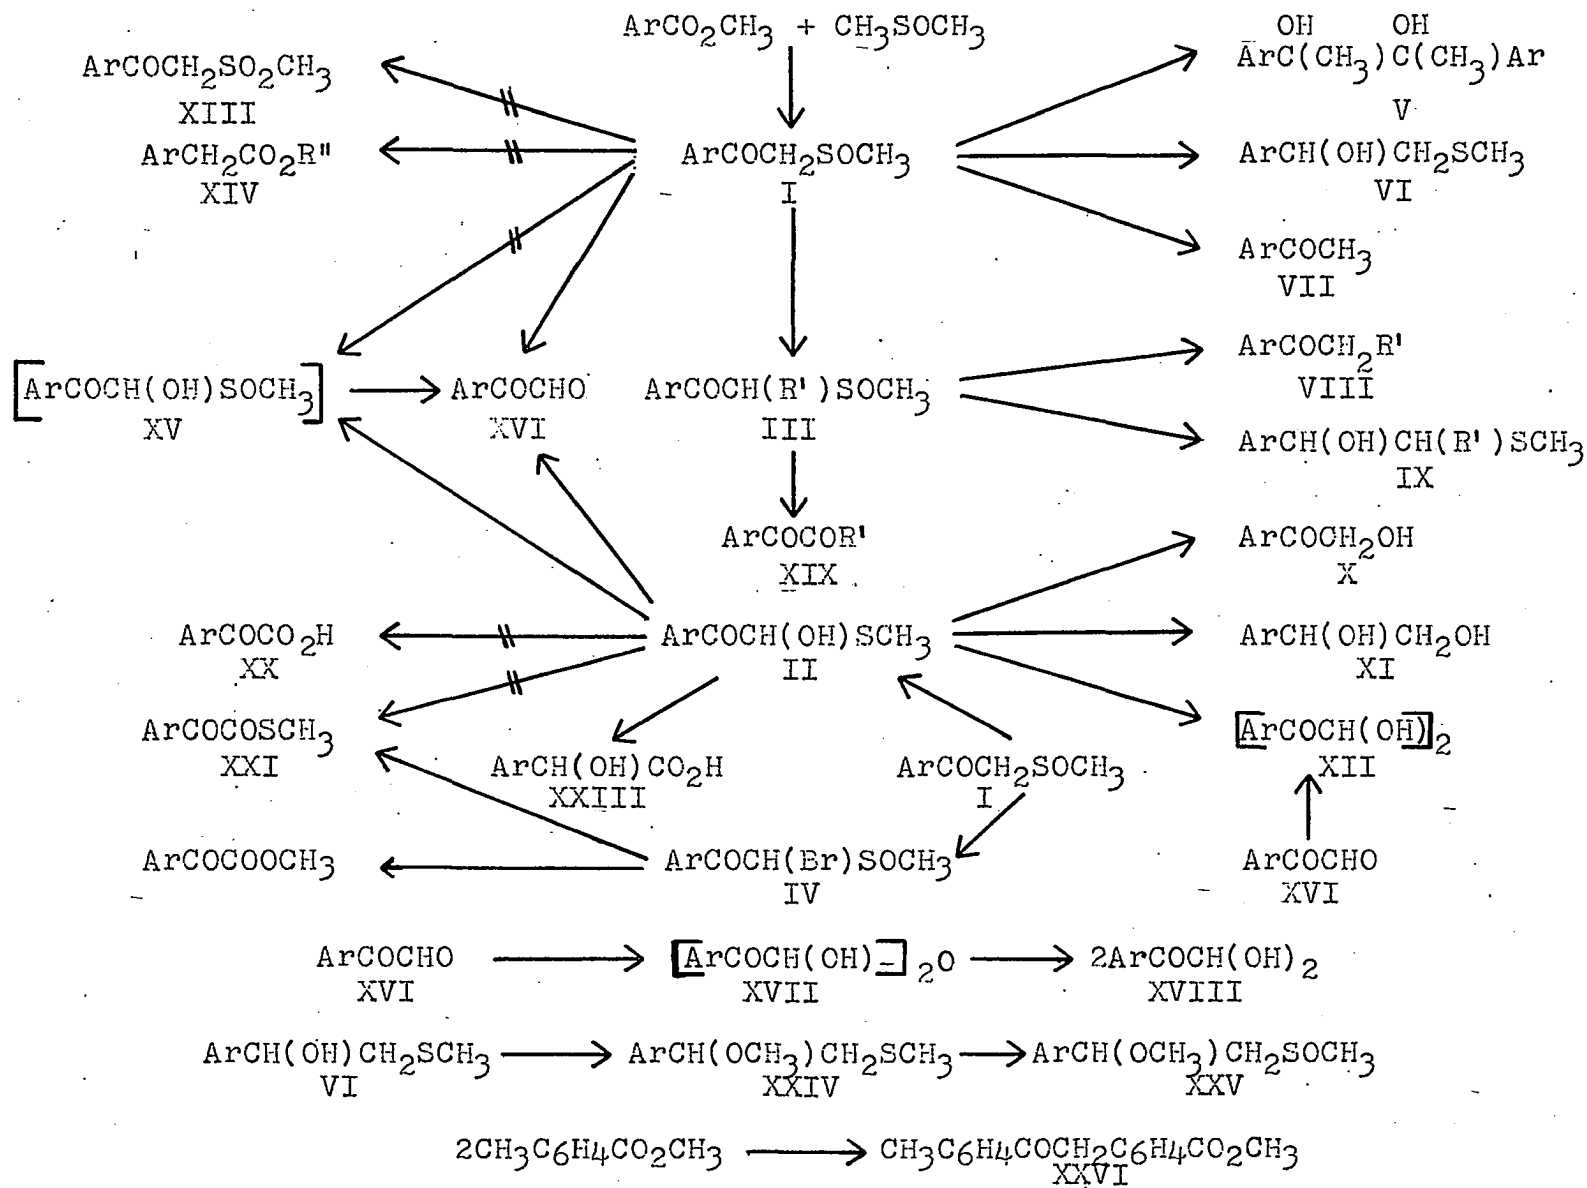 ArCO2CH3 + CH3SOCH3
OH OH
ArC(CH3)C(CH3)Ar
V
ArCOCH2SO2CH3
XIII
ArCH2CO2R"
XIV
ArCOCH2SOCH3
I
ArCH(OH)CH2SCH3
VI
ArCOCH3
VII
[ArCOCH(OH)SOCH3]
XV
ArCOCHO
XVI
ArCOCH(R')SOCH3
III
ArCOCH2R'
VIII
ArCH(OH)CH(R')SCH3
IX
ArCOCOR'
XIX
ArCOCH2OH
X
ArCOCO2H
XX
ArCOCH(OH)SCH3
II
ArCH(OH)CH2OH
XI
ArCOCOSCH3
XXI
ArCH(OH)CO2H
XXIII
ArCOCH2SOCH3
I
[ArCOCH(OH)]2
XII
ArCOCOOCH3
ArCOCH(Br)SOCH3
IV
ArCOCHO
XVI
ArCOCHO
XVI
[ArCOCH(OH)-]2O
XVII
2ArCOCH(OH)2
XVIII
ArCH(OH)CH2SCH3
VI
ArCH(OCH3)CH2SCH3
XXIV
ArCH(OCH3)CH2SOCH3
XXV
2CH3C6H4CO2CH3
CH3C6H4COCH2C6H4CO2CH3
XXVI